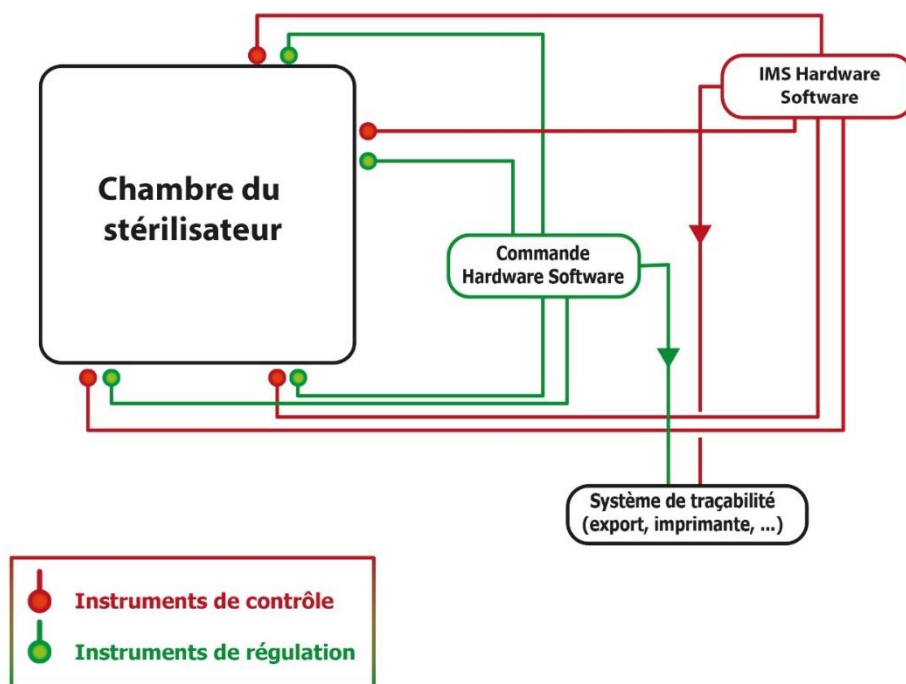 IMS Hardware
Software
Chambre du
stérilisateur
Commande
Hardware Software
Système de traçabilité
(export, imprimante, ...)
Instruments de contrôle
Instruments de régulation